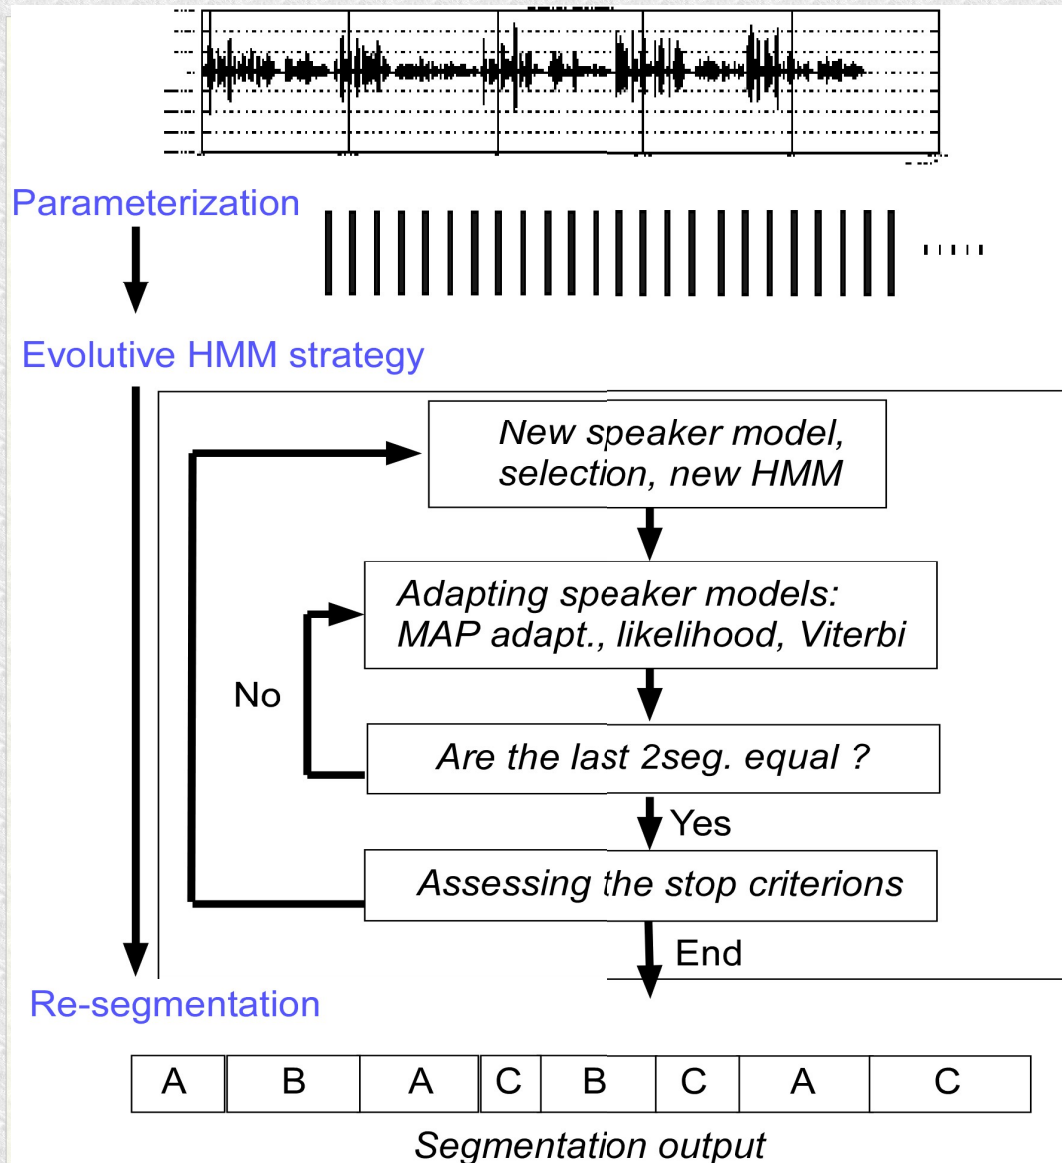 Parameterization
Evolutive HMM strategy
New speaker model,
selection, new HMM
Adapting speaker models:
MAP adapt., likelihood, Viterbi
No
Are the last 2seg. equal ?
Yes
Assessing the stop criterions
End
Re-segmentation
A B A C B C A C
Segmentation output